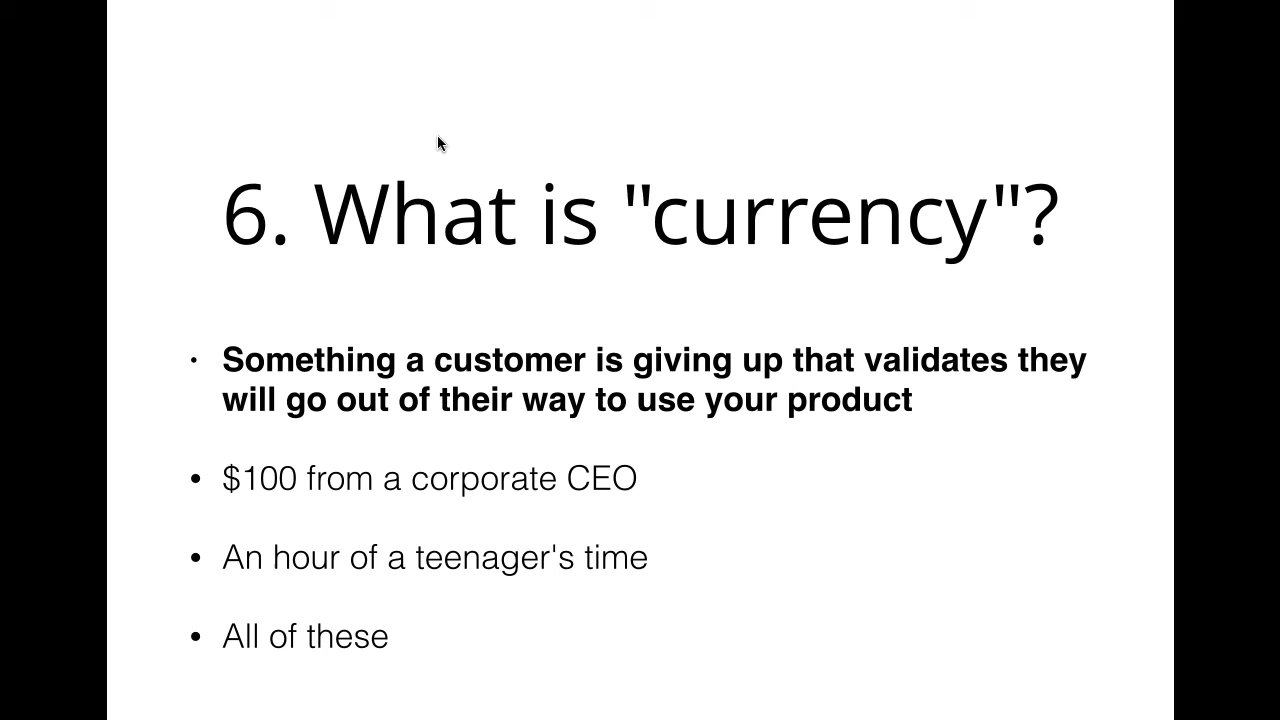 6. What is "currency"?
• Something a customer is giving up that validates they
will go out of their way to use your product
• $100 from a corporate CEO
• An hour of a teenager's time
• All of these